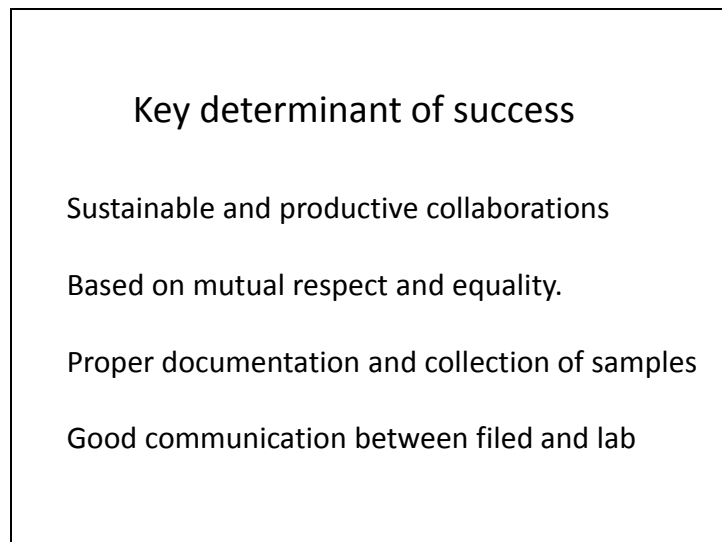 Key determinant of success
Sustainable and productive collaborations
Based on mutual respect and equality.
Proper documentation and collection of samples
Good communication between filed and lab